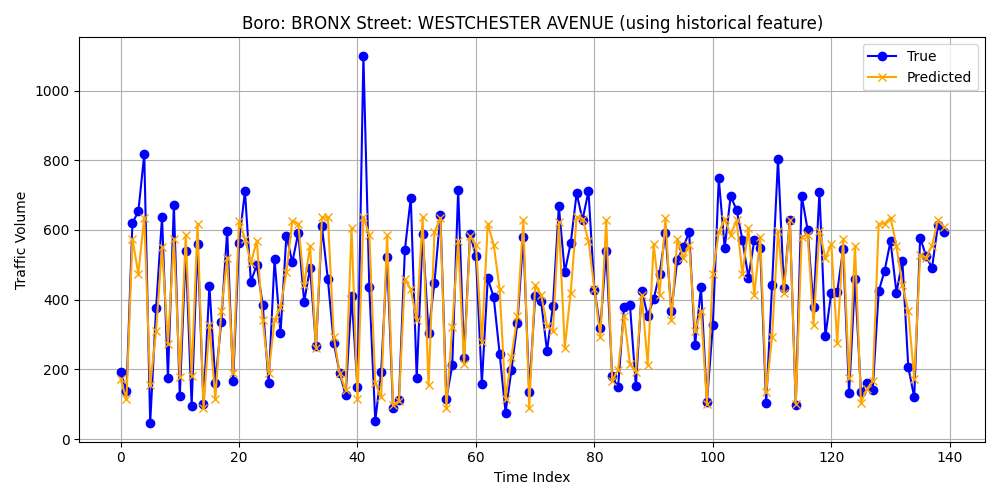 Boro: BRONX Street: WESTCHESTER AVENUE (using historical feature)
True
Predicted
Traffic Volume
1000
800
600
400
200
0
0 20 40 60 80 100 120 140
Time Index